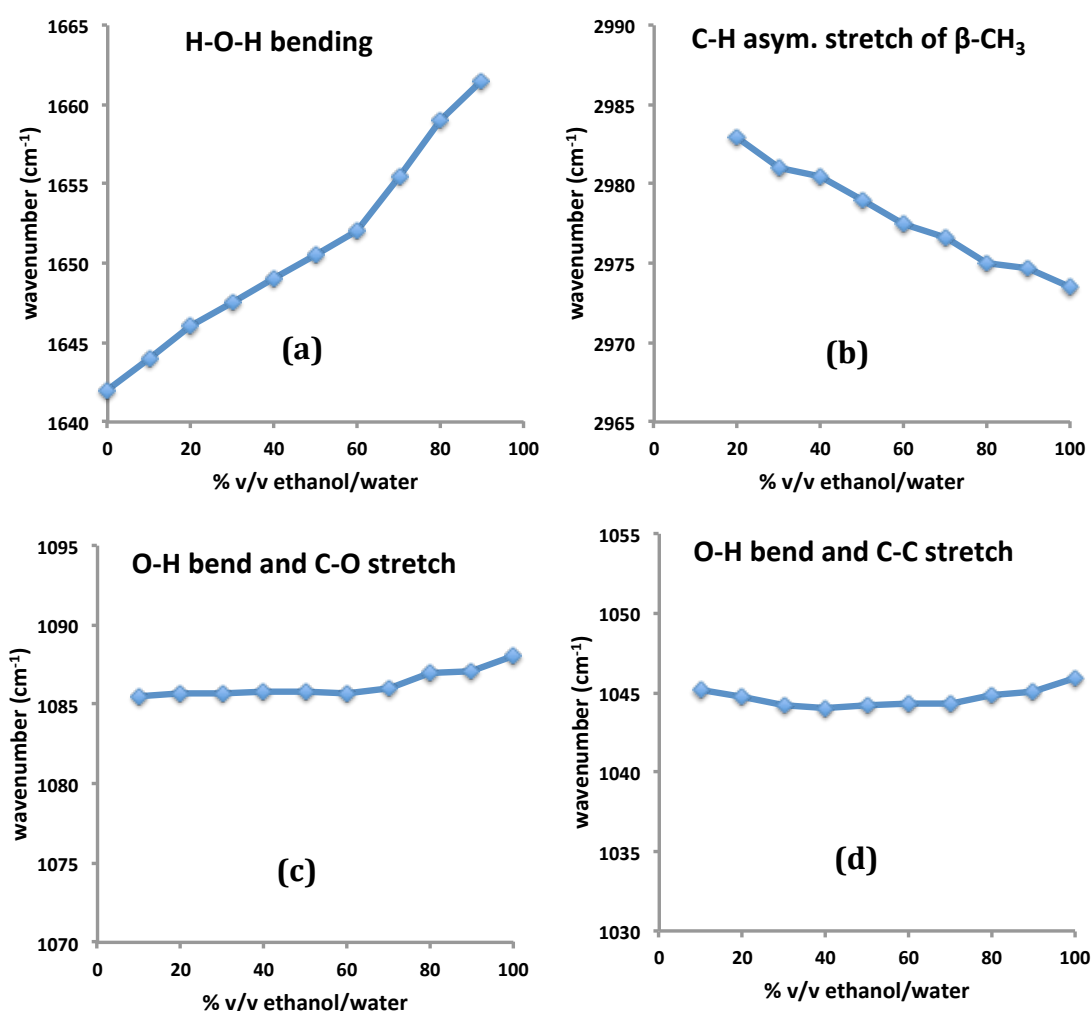 H-O-H bending
wavenumber (cm⁻¹)
1665
1660
1655
1650
1645
1640
0 20 40 60 80 100
% v/v ethanol/water
(a)
C-H asym. stretch of β-CH₃
wavenumber (cm⁻¹)
2990
2985
2980
2975
2970
2965
0 20 40 60 80 100
% v/v ethanol/water
(b)
O-H bend and C-O stretch
wavenumber (cm⁻¹)
1095
1090
1085
1080
1075
1070
0 20 40 60 80 100
% v/v ethanol/water
(c)
O-H bend and C-C stretch
wavenumber (cm⁻¹)
1055
1050
1045
1040
1035
1030
0 20 40 60 80 100
% v/v ethanol/water
(d)